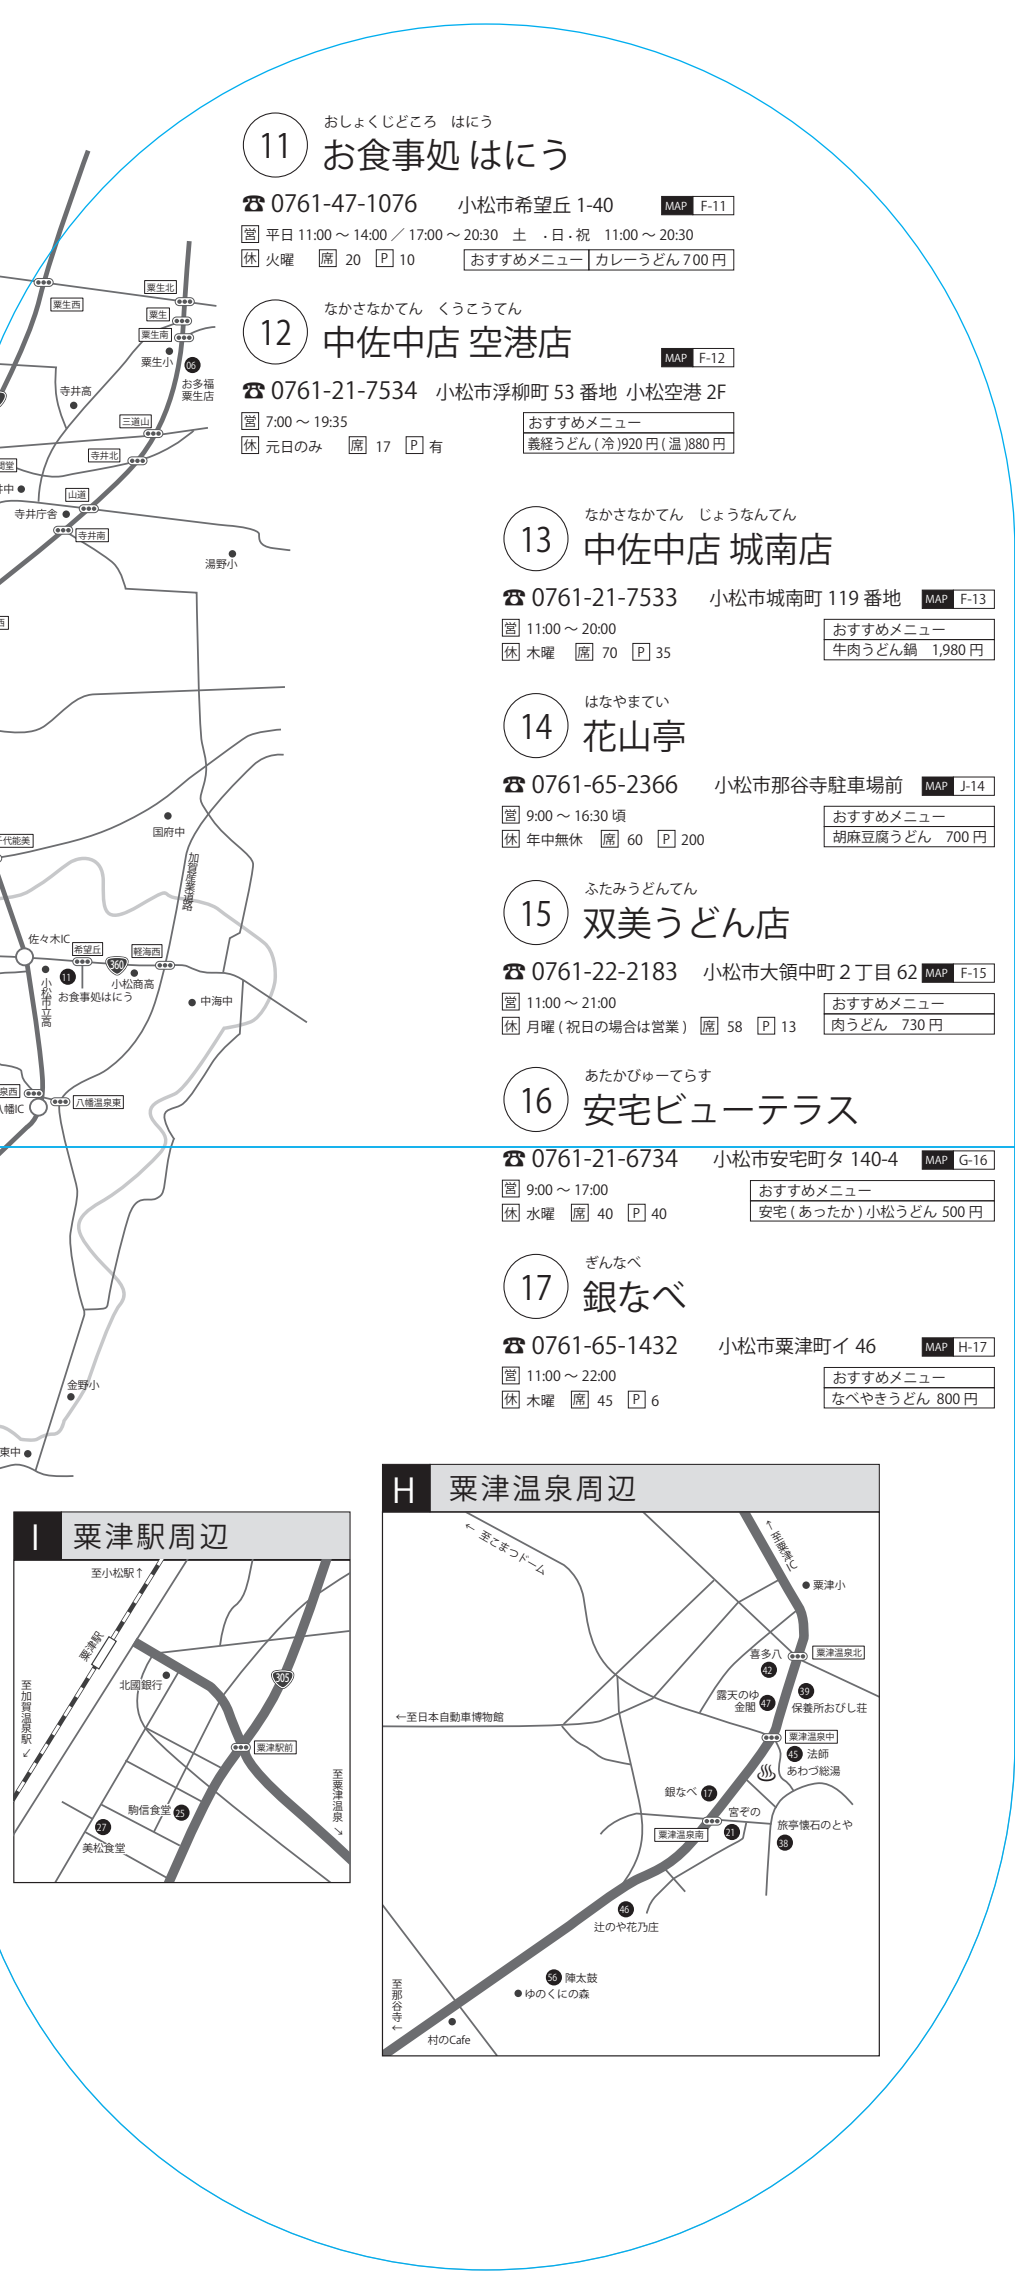 おしょくじどころ はにう
11 お食事処 はにう
☎ 0761-47-1076 小松市希望丘 1-40 MAP F-11
営 平日 11:00 ～ 14:00 ／ 17:00 ～ 20:30 土 ・日・祝 11:00 ～ 20:30
休 火曜 席 20 P 10 おすすめメニュー カレーうどん 700 円
なかさなかてん くうこうてん
12 中佐中店 空港店
MAP F-12
☎ 0761-21-7534 小松市浮柳町 53 番地 小松空港 2F
営 7:00 ～ 19:35 おすすめメニュー
休 元日のみ 席 17 P 有 義経うどん ( 冷 )920 円 ( 温 )880 円
なかさなかてん じょうなんてん
13 中佐中店 城南店
☎ 0761-21-7533 小松市城南町 119 番地 MAP F-13
営 11:00 ～ 20:00 おすすめメニュー
休 木曜 席 70 P 35 牛肉うどん鍋 1,980 円
はなやまてい
14 花山亭
☎ 0761-65-2366 小松市那谷寺駐車場前 MAP J-14
営 9:00 ～ 16:30 頃 おすすめメニュー
休 年中無休 席 60 P 200 胡麻豆腐うどん 700 円
ふたみうどんてん
15 双美うどん店
☎ 0761-22-2183 小松市大領中町２丁目 62 MAP F-15
営 11:00 ～ 21:00 おすすめメニュー
休 月曜 ( 祝日の場合は営業 ) 席 58 P 13 肉うどん 730 円
あたかびゅーてらす
16 安宅ビューテラス
☎ 0761-21-6734 小松市安宅町タ 140-4 MAP G-16
営 9:00 ～ 17:00 おすすめメニュー
休 水曜 席 40 P 40 安宅 ( あったか ) 小松うどん 500 円
ぎんなべ
17 銀なべ
☎ 0761-65-1432 小松市粟津町イ 46 MAP H-17
営 11:00 ～ 22:00 おすすめメニュー
休 木曜 席 45 P 6 なべやきうどん 800 円
粟生北
粟生西
粟生
粟生南
粟生小
06
お多福
粟生店
寺井高
三道山
寺井北
山道
寺井庁舎
寺井南
湯野小
国府中
加賀産業道路
代能美
佐々木IC
希望丘
360
軽海西
11
お食事処はにう
小松商高
小松市立高
中海中
泉西
幡IC
八幡温泉東
金野小
東中
I 粟津駅周辺
至小松駅↑
粟津駅
北國銀行
305
至加賀温泉駅↓
粟津駅前
至粟津温泉↓
駒信食堂 25
27
美松食堂
H 粟津温泉周辺
← 至こまつドーム
粟津小
喜多八
42
粟津温泉北
39
保養所おびし荘
露天のゆ
金閣 47
←至日本自動車博物館
粟津温泉中
45 法師
あわづ総湯
銀なべ 17
宮ぞの
21
粟津温泉南
旅亭懐石のとや
38
46
辻のや花乃庄
56 陣太鼓
ゆのくにの森
至那谷寺↓
村のCafe